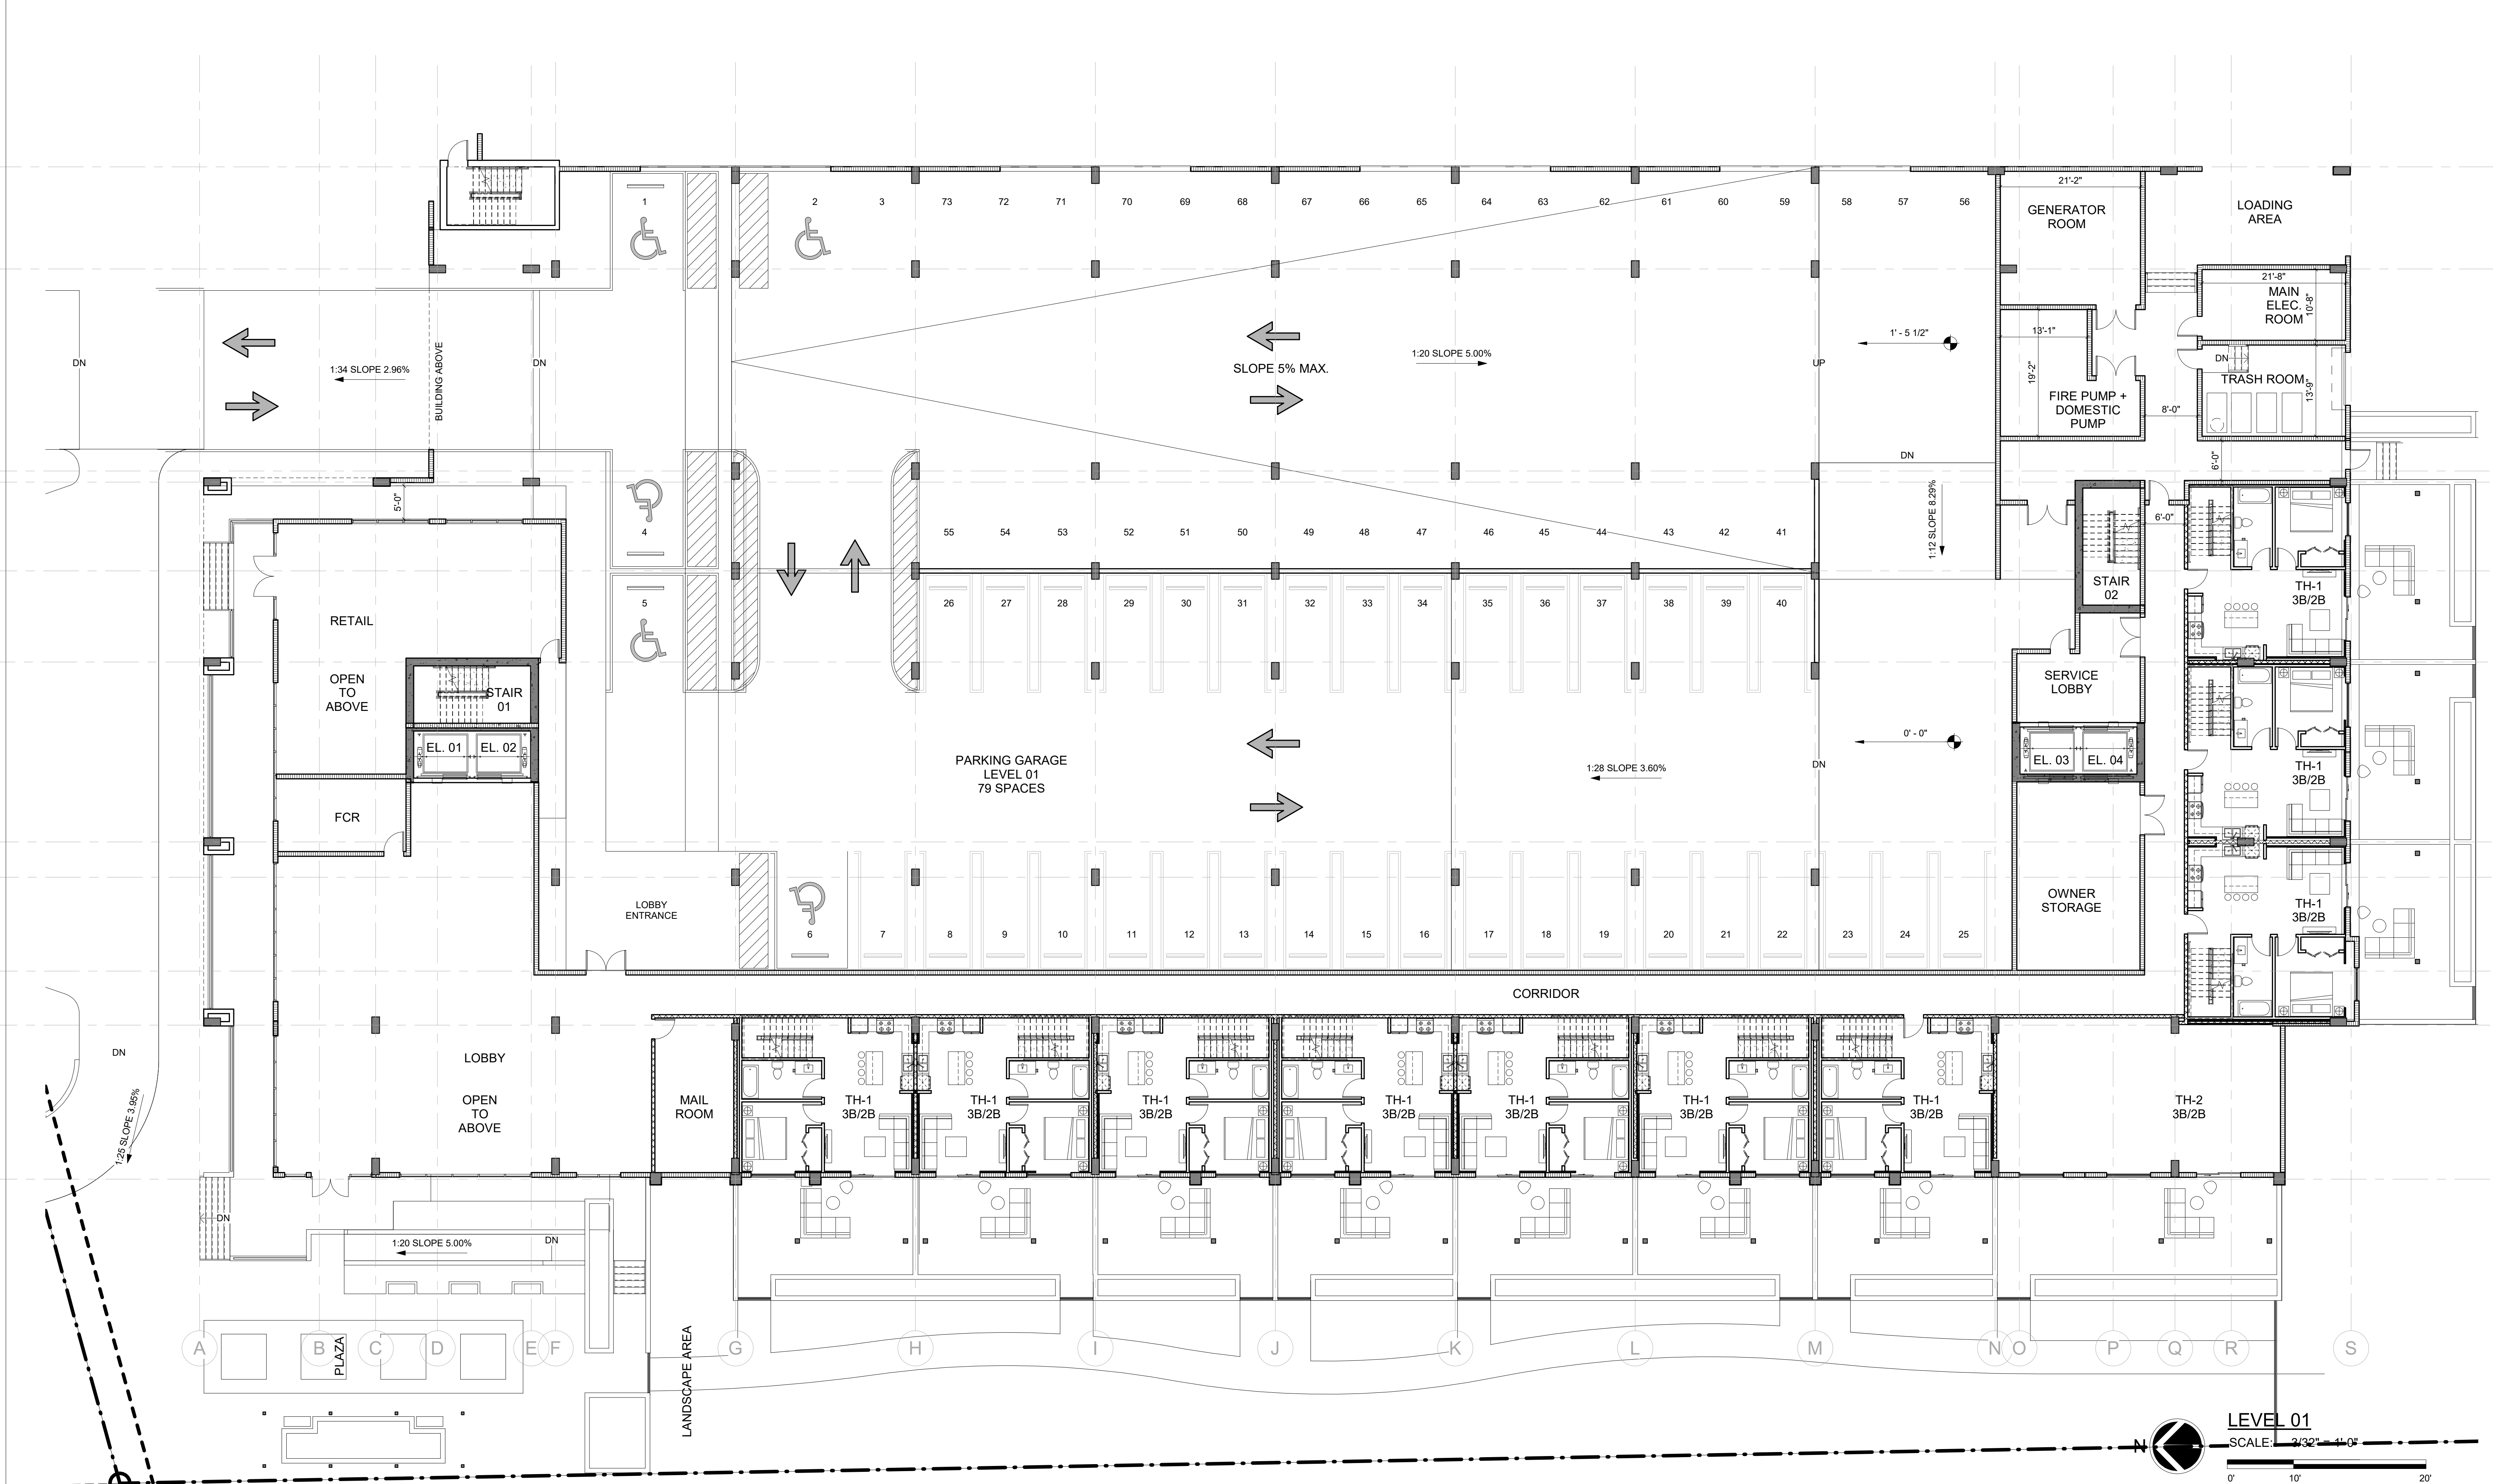 21'-2"
1
2
3
73
72
71
70
69
68
67
66
65
64
63
62
61
60
59
58
57
56
GENERATOR
ROOM
LOADING
AREA
21'-8"
MAIN
ELEC.
ROOM
10'-8"
DN
1:34 SLOPE 2.96%
BUILDING ABOVE
DN
SLOPE 5% MAX.
1:20 SLOPE 5.00%
UP
1' - 5 1/2"
13'-1"
19'-2"
FIRE PUMP +
DOMESTIC
PUMP
DN
TRASH ROOM
13'-9"
8'-0"
6'-0"
DN
1:12 SLOPE 8.29%
5'-0"
6'-0"
4
55
54
53
52
51
50
49
48
47
46
45
44
43
42
41
5
26
27
28
29
30
31
32
33
34
35
36
37
38
39
40
STAIR
02
TH-1
3B/2B
RETAIL
OPEN
TO
ABOVE
STAIR
01
EL. 01
EL. 02
SERVICE
LOBBY
0' - 0"
EL. 03
EL. 04
TH-1
3B/2B
PARKING GARAGE
LEVEL 01
79 SPACES
1:28 SLOPE 3.60%
DN
FCR
LOBBY
ENTRANCE
OWNER
STORAGE
TH-1
3B/2B
6
7
8
9
10
11
12
13
14
15
16
17
18
19
20
21
22
23
24
25
CORRIDOR
DN
1:25 SLOPE 3.95%
LOBBY
OPEN
TO
ABOVE
MAIL
ROOM
TH-1
3B/2B
TH-1
3B/2B
TH-1
3B/2B
TH-1
3B/2B
TH-1
3B/2B
TH-1
3B/2B
TH-1
3B/2B
TH-2
3B/2B
DN
1:20 SLOPE 5.00%
DN
PLAZA
LANDSCAPE AREA
A
B
C
D
E
F
G
H
I
J
K
L
M
N
O
P
Q
R
S
N
LEVEL 01
SCALE: 3/32" = 1'-0"
0'
10'
20'